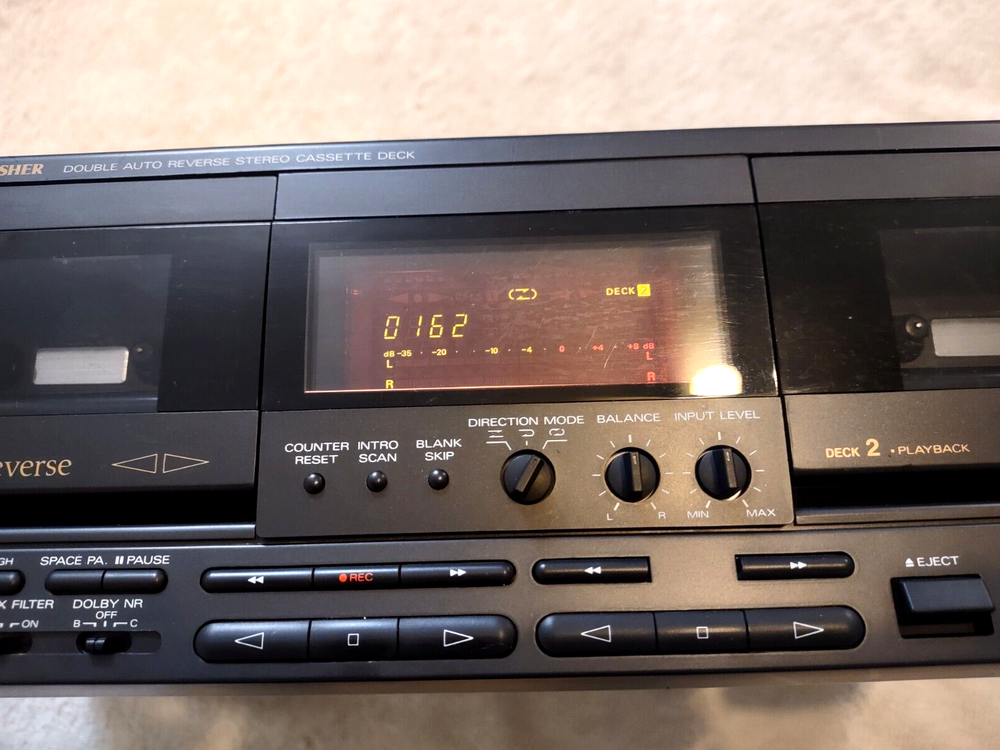 SHER DOUBLE AUTO REVERSE STEREO CASSETTE DECK
DECK 2
0162
dB -35 -20 -10 -4 0 +4 +8 dB
L L
R R
DIRECTION MODE BALANCE INPUT LEVEL
COUNTER RESET
INTRO SCAN
BLANK SKIP
L R
MIN MAX
everse
DECK 2 •PLAYBACK
GH SPACE PA. PAUSE
REC
EJECT
X FILTER
ON
DOLBY NR
OFF
B C